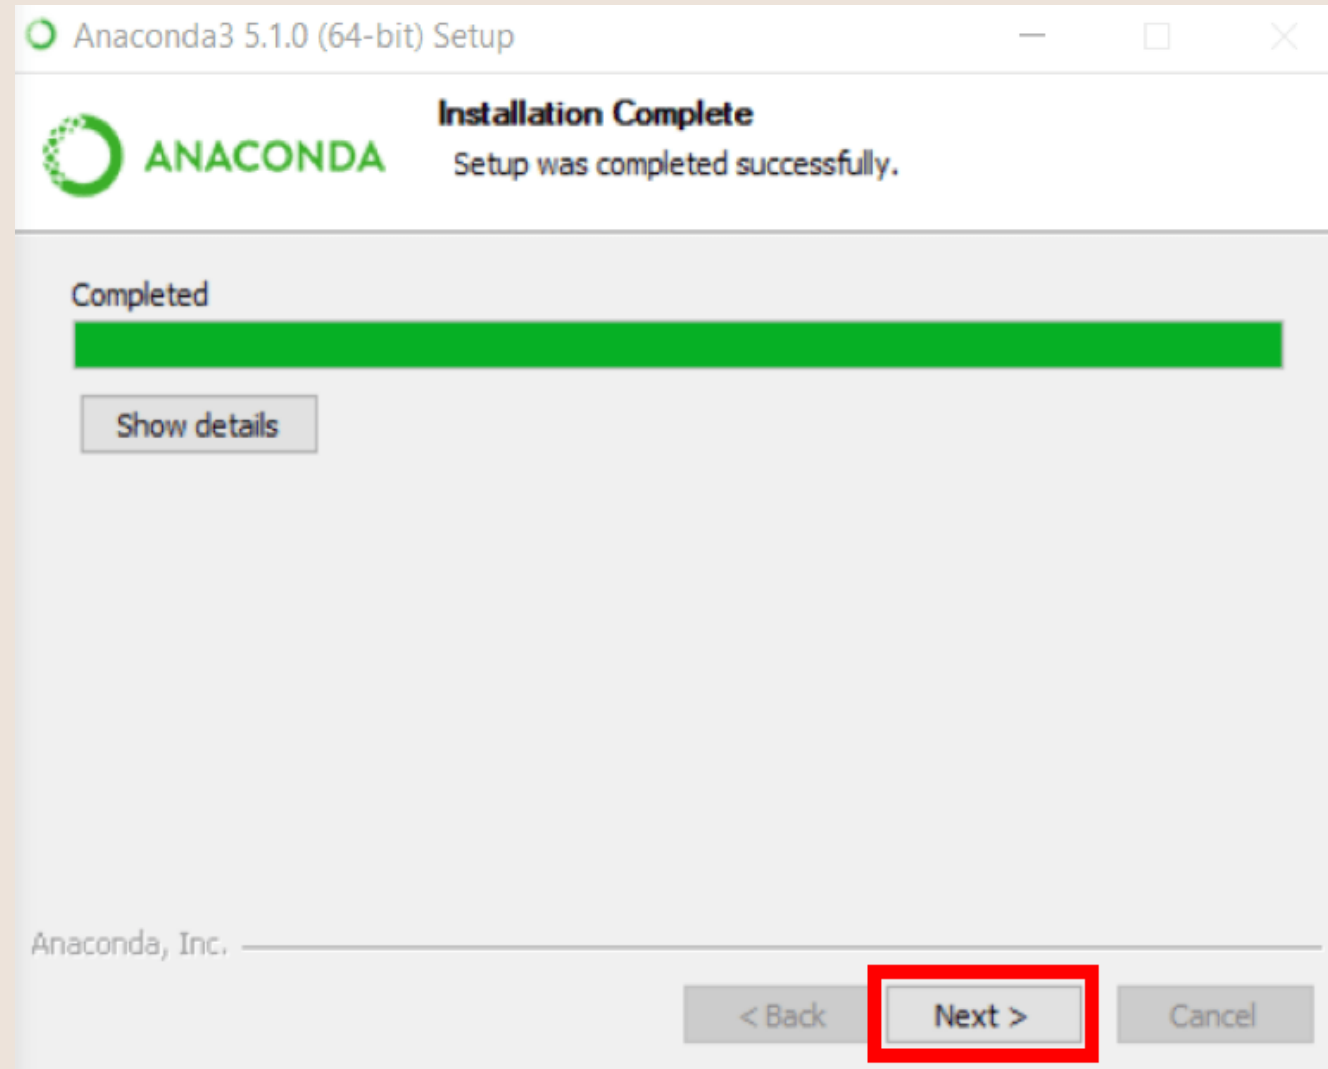 Anaconda3 5.1.0 (64-bit) Setup
ANACONDA
Installation Complete
Setup was completed successfully.
Completed
Show details
Anaconda, Inc.
< Back
Next >
Cancel